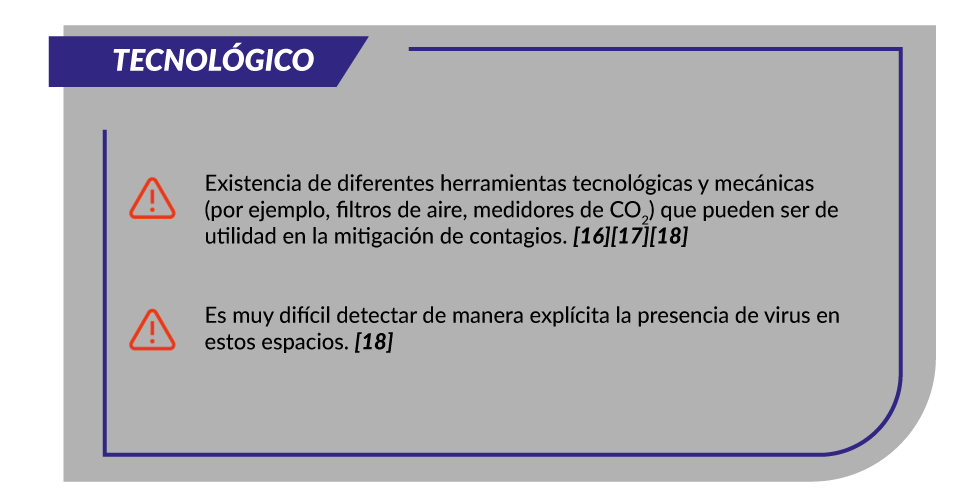 TECNOLÓGICO
Existencia de diferentes herramientas tecnológicas y mecánicas
(por ejemplo, filtros de aire, medidores de CO₂) que pueden ser de
utilidad en la mitigación de contagios. [16][17][18]
Es muy difícil detectar de manera explícita la presencia de virus en
estos espacios. [18]